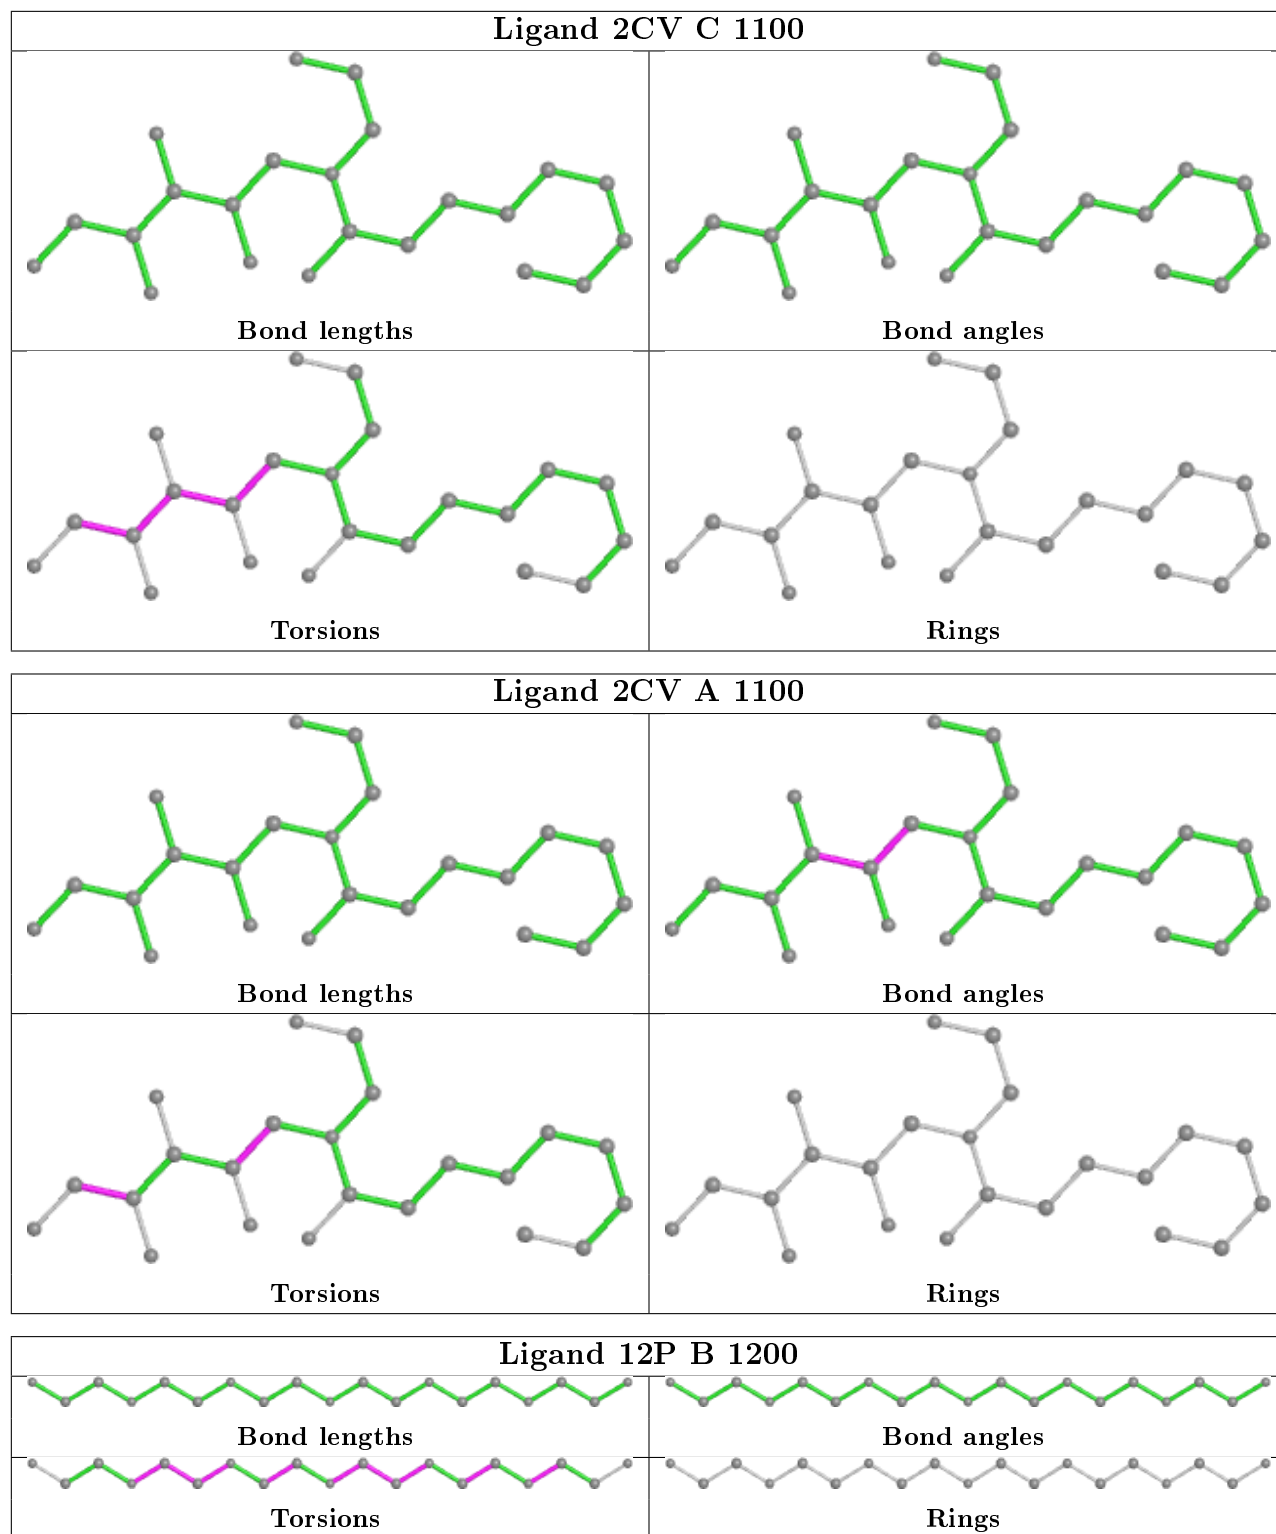 Ligand 2CV C 1100
Bond lengths
Bond angles
Torsions
Rings
Ligand 2CV A 1100
Bond lengths
Bond angles
Torsions
Rings
Ligand 12P B 1200
Bond lengths
Bond angles
Torsions
Rings